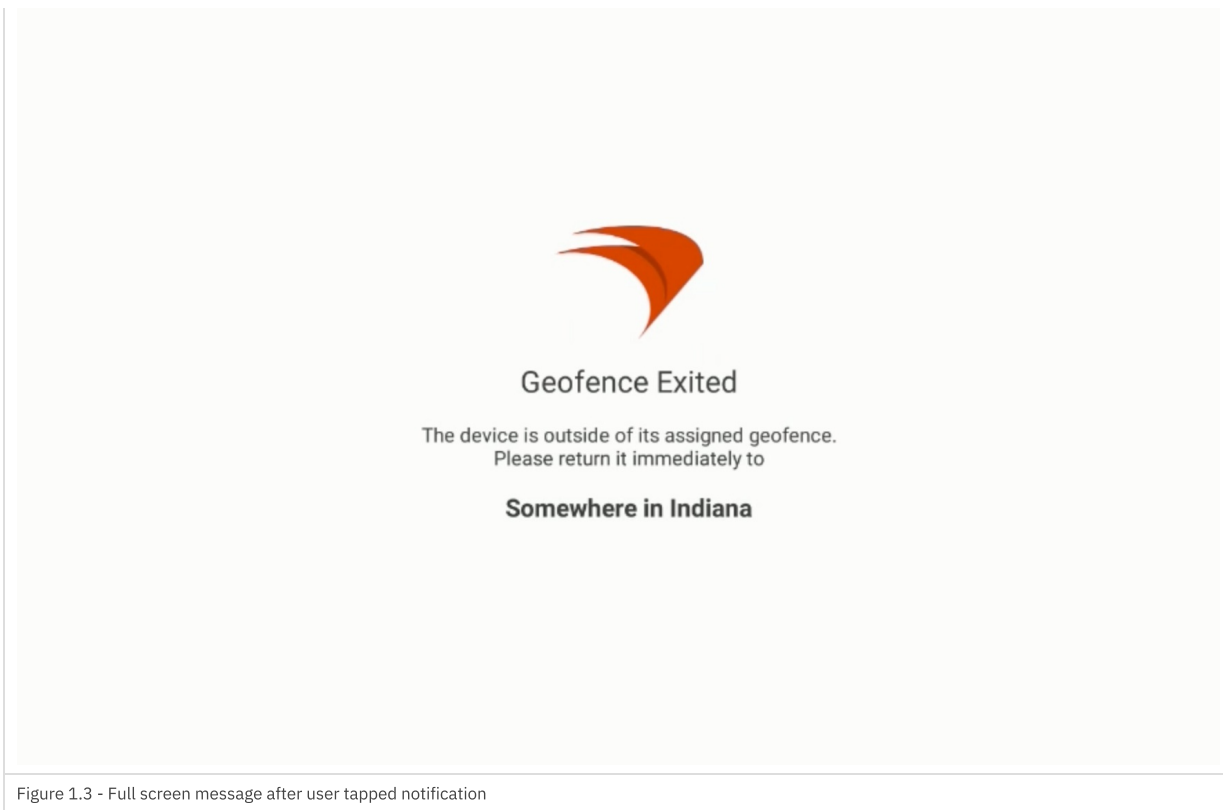 Geofence Exited
The device is outside of its assigned geofence.
Please return it immediately to
Somewhere in Indiana
Figure 1.3 - Full screen message after user tapped notification